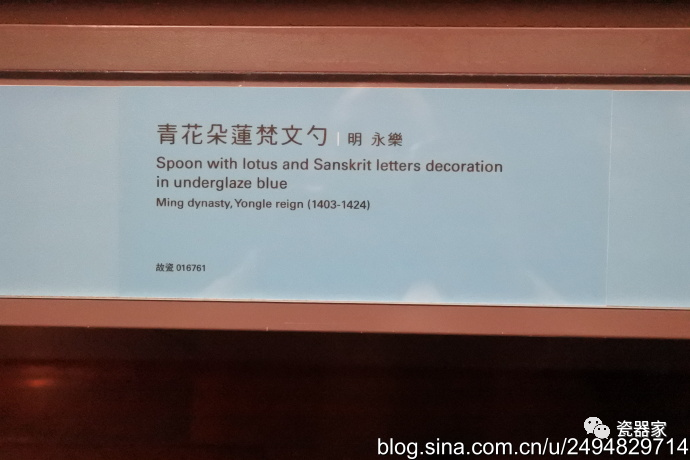 青花朵蓮梵文勺 | 明 永樂
Spoon with lotus and Sanskrit letters decoration
in underglaze blue
Ming dynasty, Yongle reign (1403-1424)
故瓷 016761
瓷器家
blog.sina.com.cn/u/2494829714